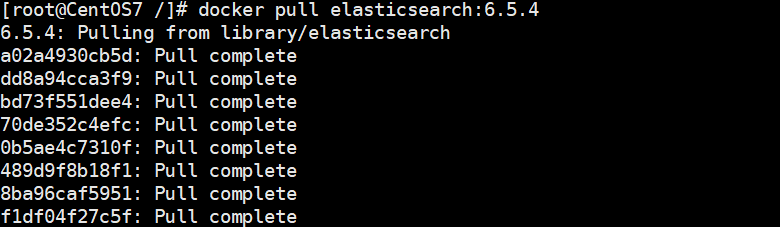 [root@CentOS7 /]# docker pull elasticsearch:6.5.4
6.5.4: Pulling from library/elasticsearch
a02a4930cb5d: Pull complete
dd8a94cca3f9: Pull complete
bd73f551dee4: Pull complete
70de352c4efc: Pull complete
0b5ae4c7310f: Pull complete
489d9f8b18f1: Pull complete
8ba96caf5951: Pull complete
f1df04f27c5f: Pull complete